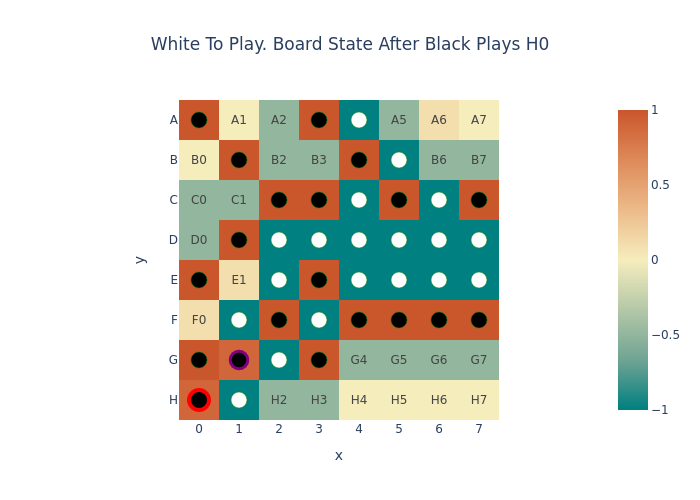 White To Play. Board State After Black Plays H0
A A1 A2 A5 A6 A7
B B0 B2 B3 B6 B7
C C0 C1
D D0
E E1
F F0
G G4 G5 G6 G7
H H2 H3 H4 H5 H6 H7
0 1 2 3 4 5 6 7
x
y
1
0.5
0
−0.5
−1